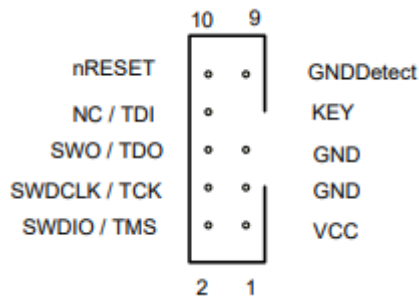 10 9
nRESET GNDDetect
NC / TDI KEY
SWO / TDO GND
SWDCLK / TCK GND
SWDIO / TMS VCC
2 1